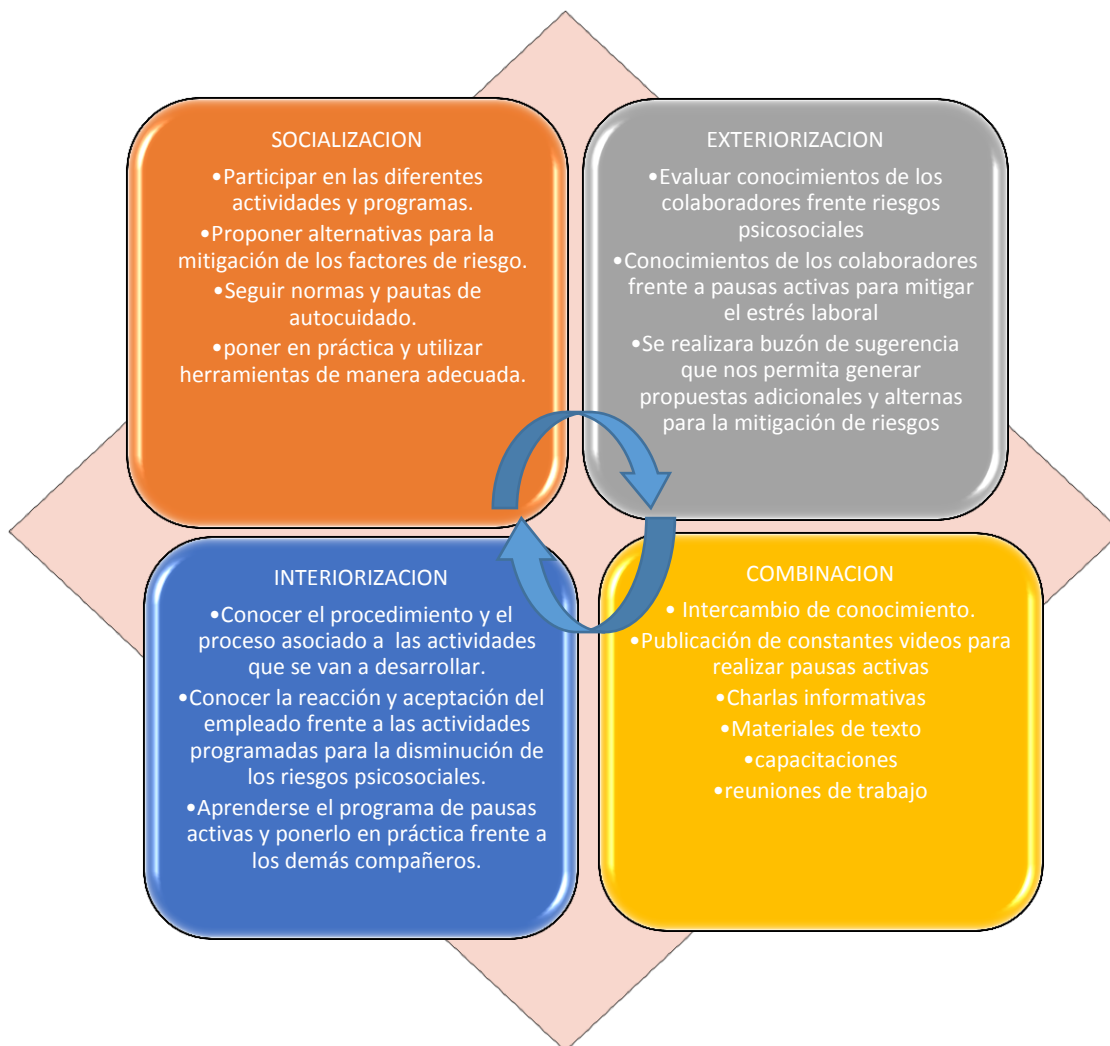 SOCIALIZACION
•Participar en las diferentes
actividades y programas.
•Proponer alternativas para la
mitigación de los factores de riesgo.
•Seguir normas y pautas de
autocuidado.
•poner en práctica y utilizar
herramientas de manera adecuada.
EXTERIORIZACION
•Evaluar conocimientos de los
colaboradores frente riesgos
psicosociales
•Conocimientos de los colaboradores
frente a pausas activas para mitigar
el estrés laboral
•Se realizara buzón de sugerencia
que nos permita generar
propuestas adicionales y alternas
para la mitigación de riesgos
INTERIORIZACION
•Conocer el procedimiento y el
proceso asociado a  las actividades
que se van a desarrollar.
•Conocer la reacción y aceptación del
empleado frente a las actividades
programadas para la disminución de
los riesgos psicosociales.
•Aprenderse el programa de pausas
activas y ponerlo en práctica frente a
los demás compañeros.
COMBINACION
• Intercambio de conocimiento.
•Publicación de constantes videos para
realizar pausas activas
•Charlas informativas
•Materiales de texto
•capacitaciones
•reuniones de trabajo